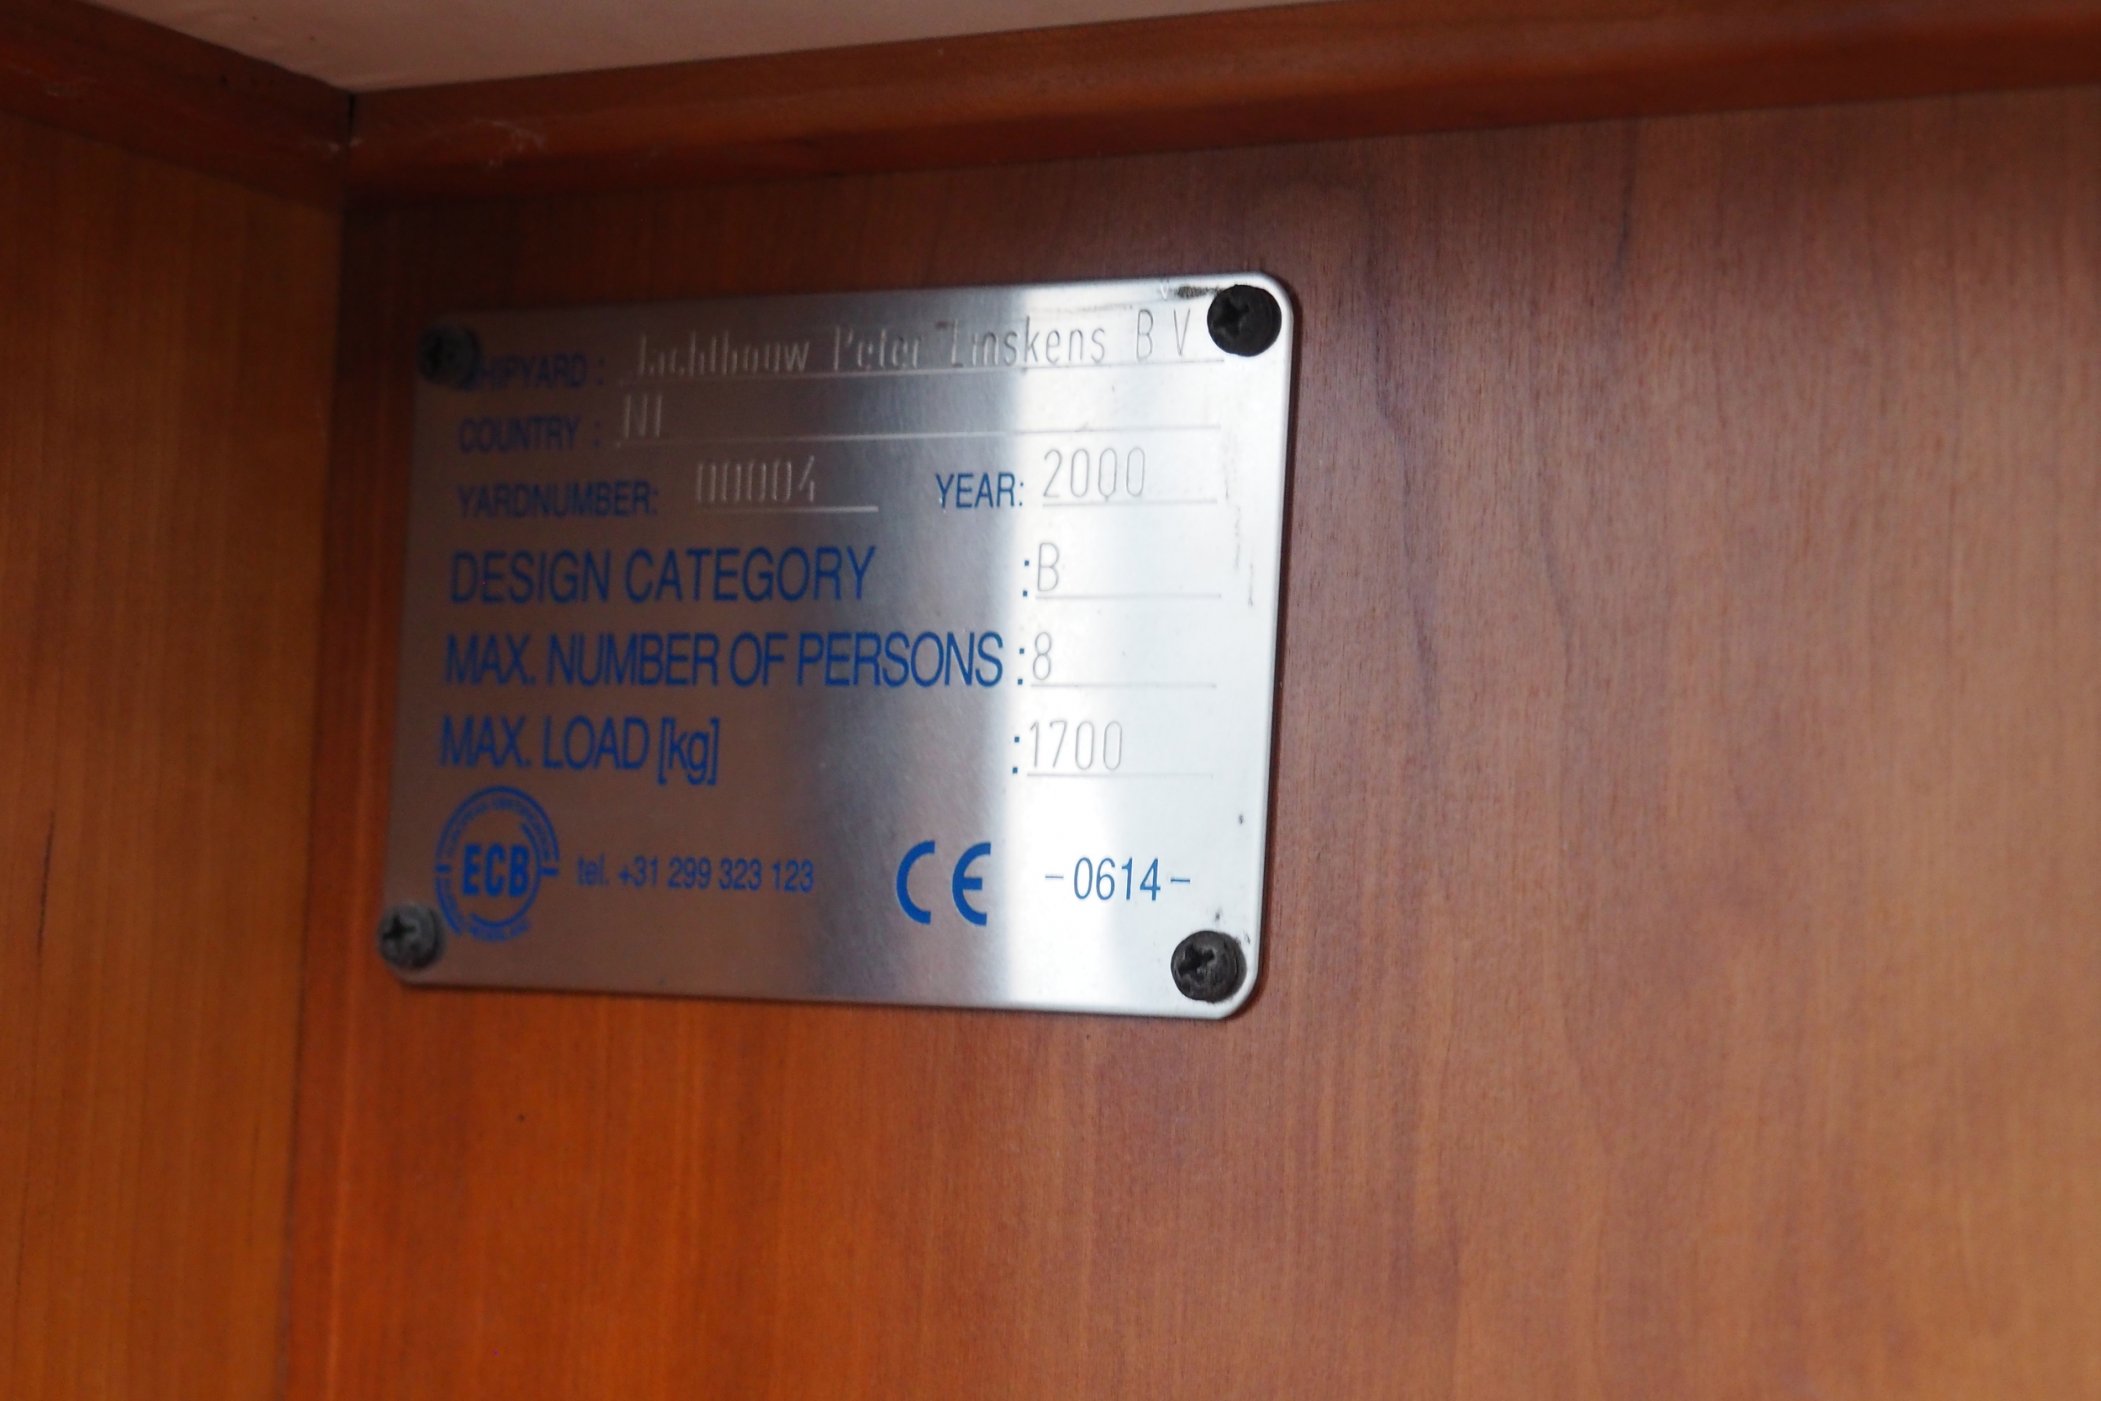 SHIPYARD : Jachtbouw Peter Linskens B V
COUNTRY : Nl
YARDNUMBER: 00004 YEAR: 2000
DESIGN CATEGORY :B
MAX. NUMBER OF PERSONS :8
MAX. LOAD [kg] :1700
ECB tel. +31 299 323 123 CE -0614-